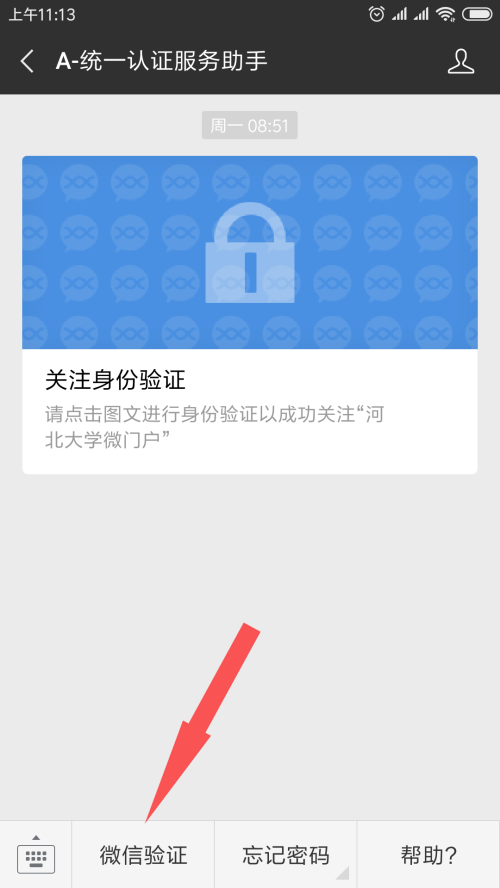 上午11:13
A-统一认证服务助手
周一 08:51
关注身份验证
请点击图文进行身份验证以成功关注“河
北大学微门户”
微信验证
忘记密码
帮助?